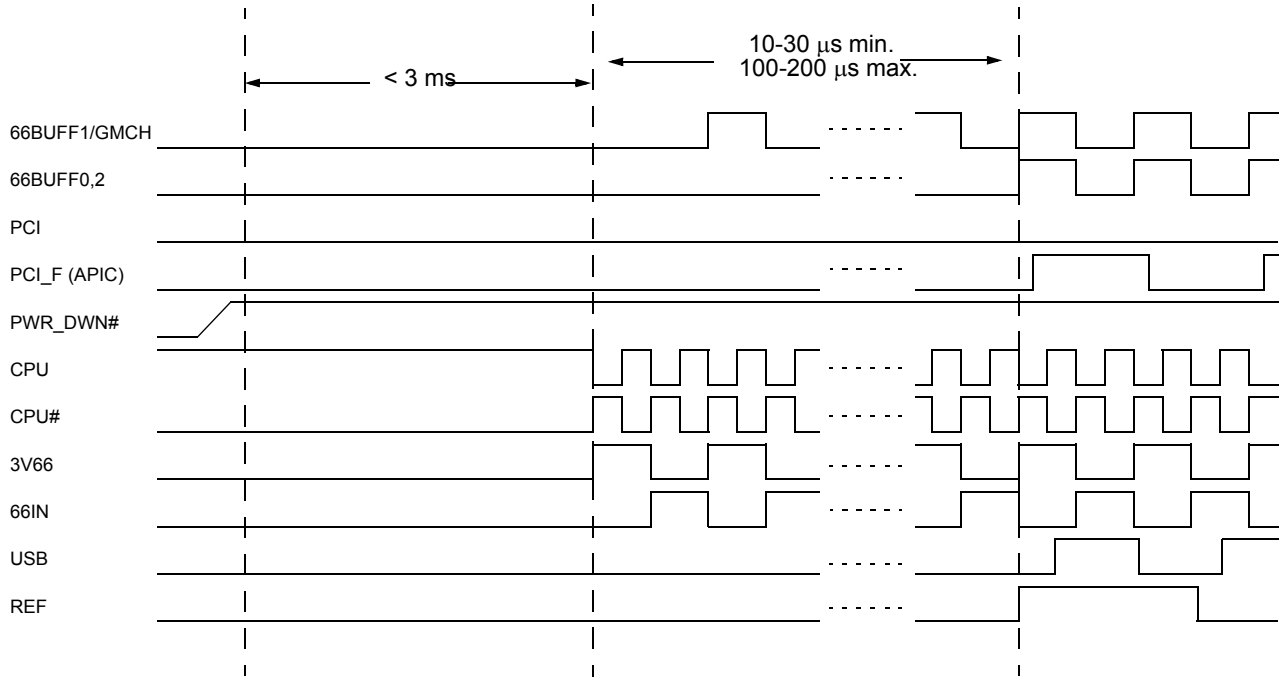 10-30 μs min.
100-200 μs max.
< 3 ms
66BUFF1/GMCH
66BUFF0,2
PCI
PCI_F (APIC)
PWR_DWN#
CPU
CPU#
3V66
66IN
USB
REF